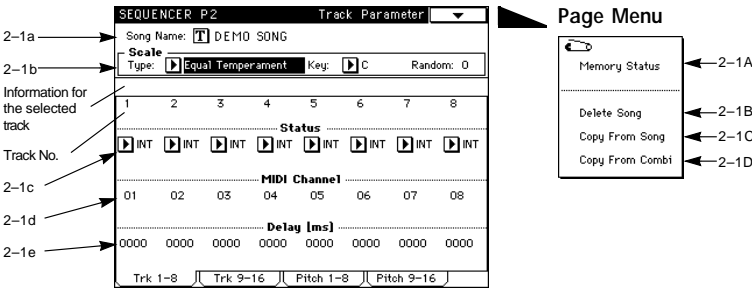 SEQUENCER P2 Track Parameter
Page Menu
2–1a Song Name: T DEMO SONG
Scale
2–1b Type: Equal Temperament Key: C Random: 0
Information for
the selected
track
1 2 3 4 5 6 7 8
Track No.
Status
2–1c INT INT INT INT INT INT INT INT
MIDI Channel
2–1d 01 02 03 04 05 06 07 08
Delay [ms]
2–1e 0000 0000 0000 0000 0000 0000 0000 0000
Trk 1–8 Trk 9–16 Pitch 1–8 Pitch 9–16
Memory Status 2–1A
Delete Song 2–1B
Copy From Song 2–1C
Copy From Combi 2–1D